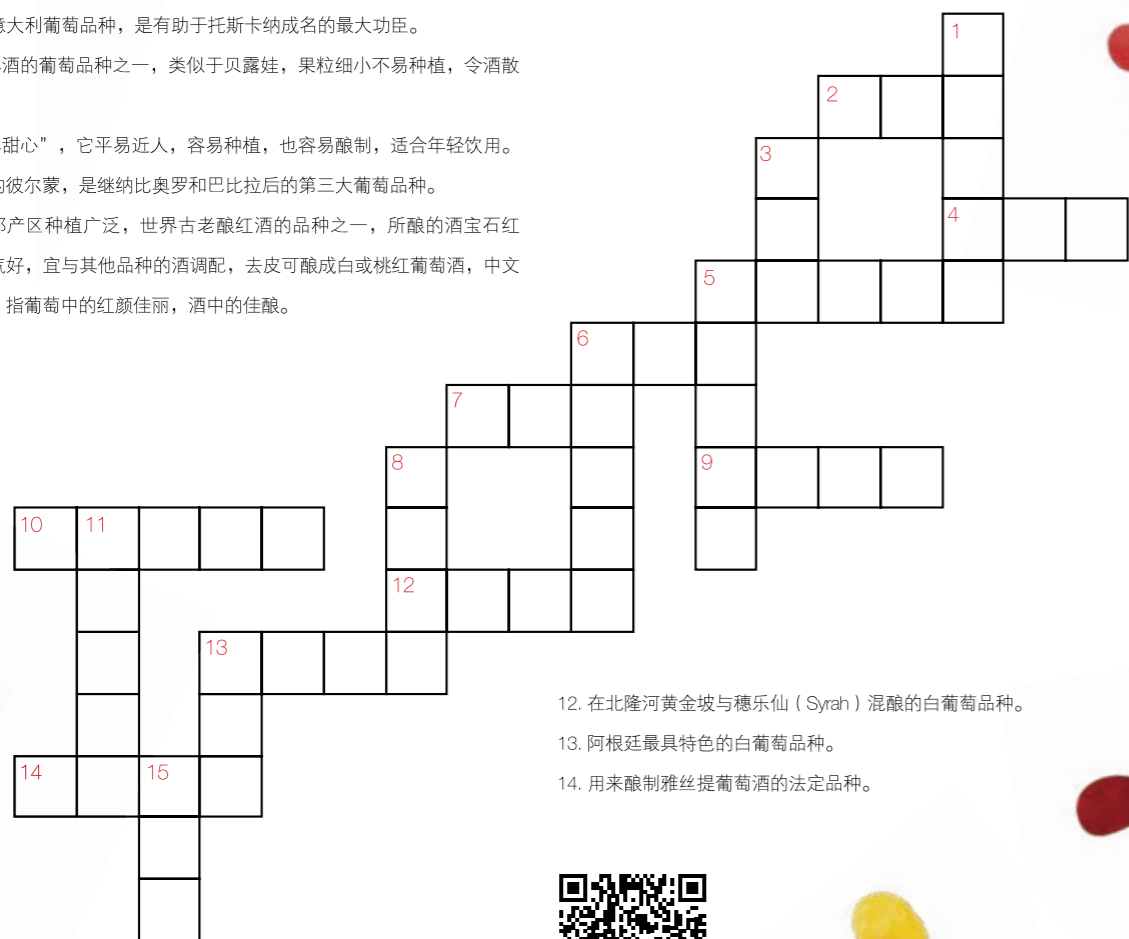 意大利葡萄品种，是有助于托斯卡纳成名的最大功臣。
酒的葡萄品种之一，类似于贝露娃，果粒细小不易种植，令酒散
甜心”，它平易近人，容易种植，也容易酿制，适合年轻饮用。
的彼尔蒙，是继纳比奥罗和巴比拉后的第三大葡萄品种。
郡产区种植广泛，世界古老酿红酒的品种之一，所酿的酒宝石红
气好，宜与其他品种的酒调配，去皮可酿成白或桃红葡萄酒，中文
指葡萄中的红颜佳丽，酒中的佳酿。
1
2
3
4
5
6
7
8
9
10 11
12
13
14 15
12. 在北隆河黄金坡与穗乐仙（Syrah）混酿的白葡萄品种。
13. 阿根廷最具特色的白葡萄品种。
14. 用来酿制雅丝提葡萄酒的法定品种。